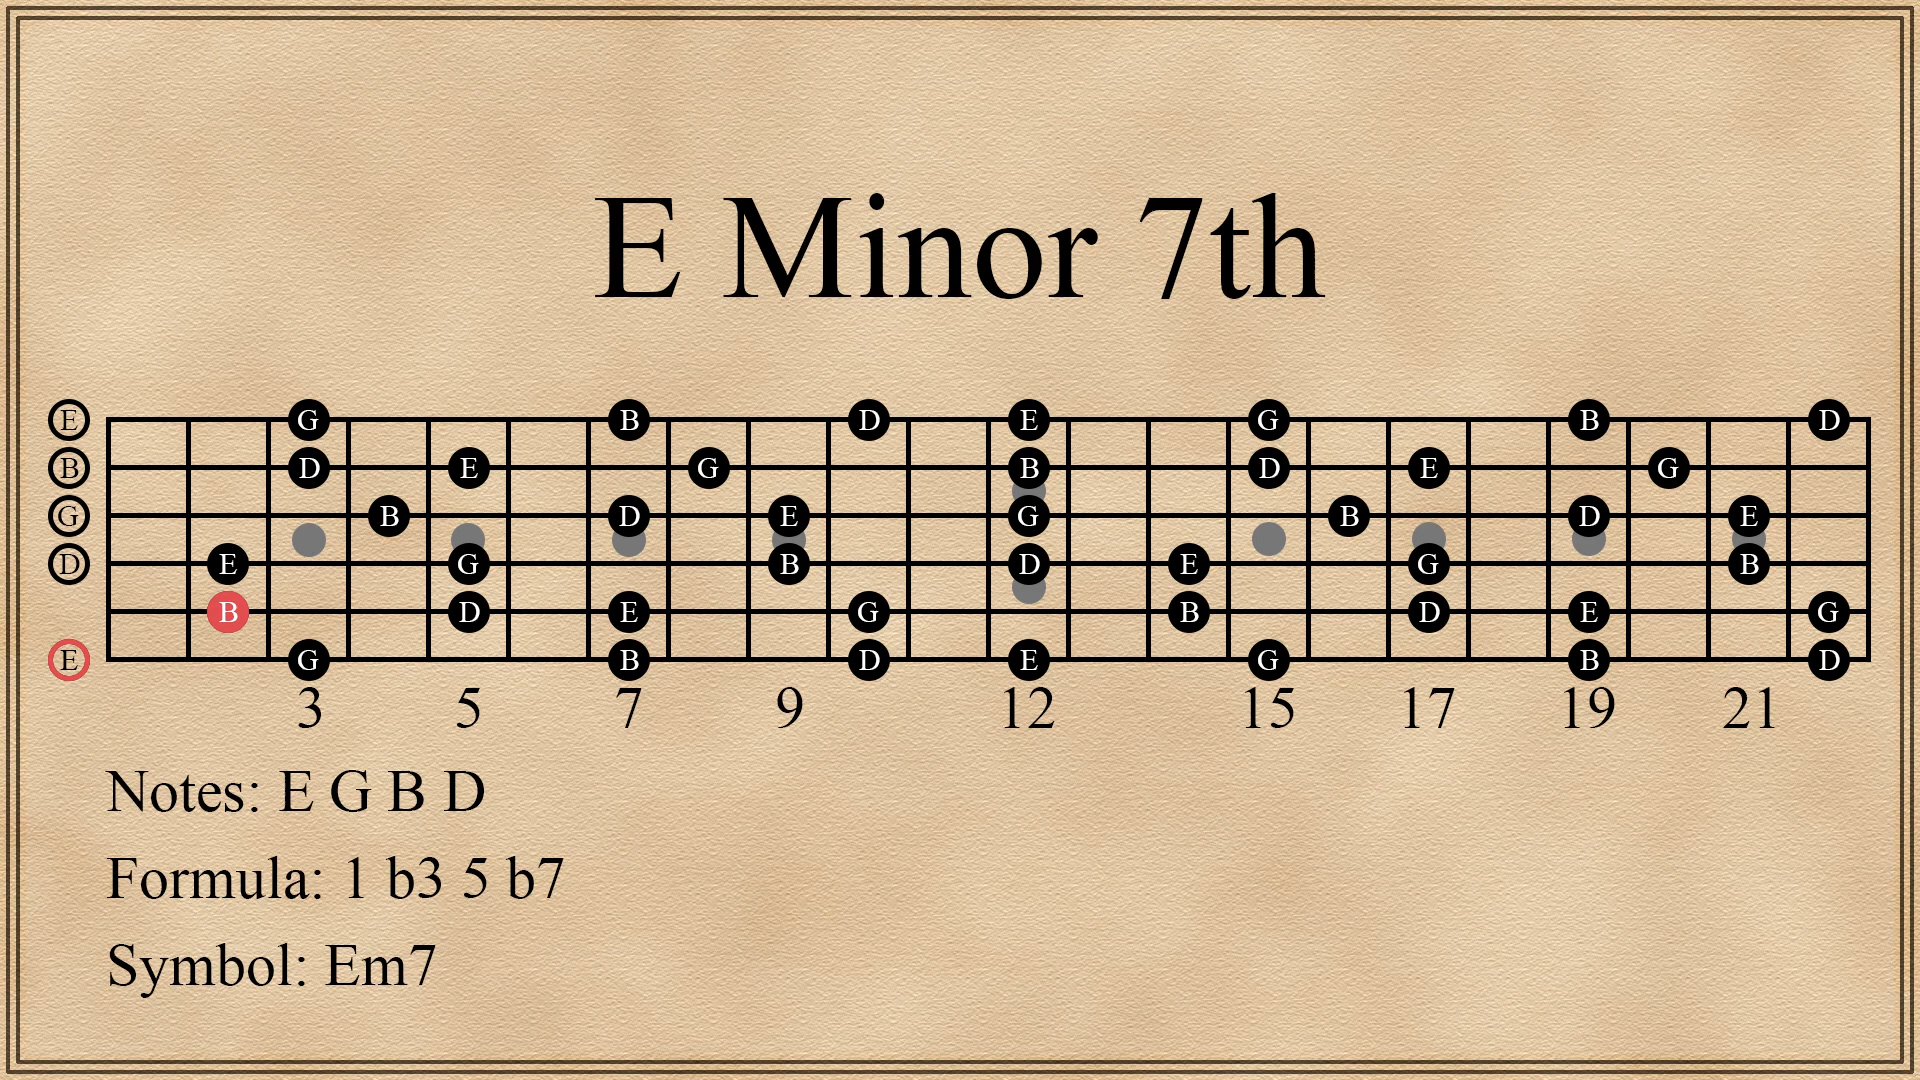 E Minor 7th
E G B D E G B D
B D E G B D E G
G B D E G B D E
D E G B D E G B
B D E G B D E G
E G B D E G B D
3 5 7 9 12 15 17 19 21
Notes: E G B D
Formula: 1 b3 5 b7
Symbol: Em7